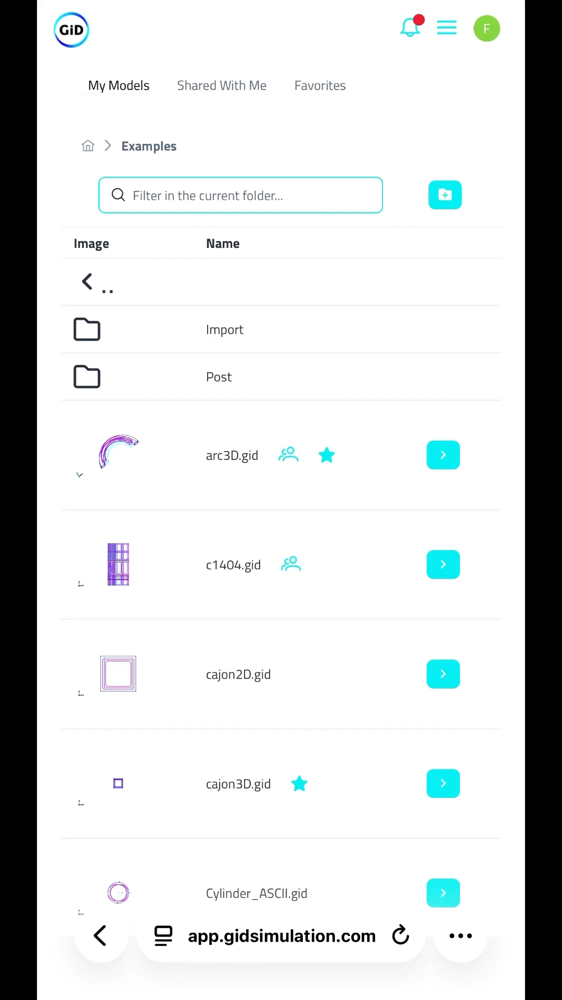 GiD
F
My Models
Shared With Me
Favorites
Examples
Filter in the current folder...
Image
Name
..
Import
Post
arc3D.gid
c1404.gid
cajon2D.gid
cajon3D.gid
Cylinder_ASCII.gid
app.gidsimulation.com